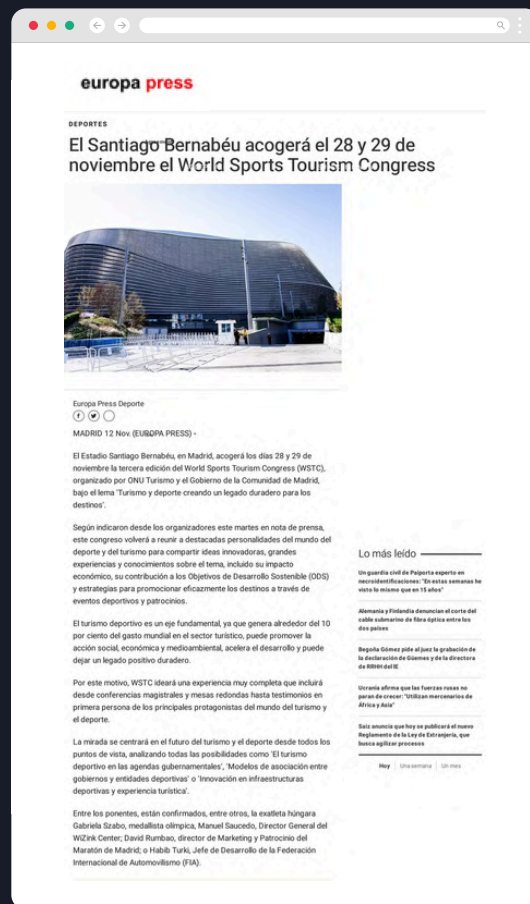 europa press
DEPORTES
El Santiago Bernabéu acogerá el 28 y 29 de
noviembre el World Sports Tourism Congress
Europa Press Deporte
MADRID 12 Nov. (EUROPA PRESS) -
El Estadio Santiago Bernabéu, en Madrid, acogerá los días 28 y 29 de
noviembre la tercera edición del World Sports Tourism Congress (WSTC),
organizado por ONU Turismo y el Gobierno de la Comunidad de Madrid,
bajo el lema 'Turismo y deporte creando un legado duradero para los
destinos'.
Según indicaron desde los organizadores este martes en nota de prensa,
este congreso volverá a reunir a destacadas personalidades del mundo del
deporte y del turismo para compartir ideas innovadoras, grandes
experiencias y conocimientos sobre el tema, incluido su impacto
económico, su contribución a los Objetivos de Desarrollo Sostenible (ODS)
y estrategias para promocionar eficazmente los destinos a través de
eventos deportivos y patrocinios.
El turismo deportivo es un eje fundamental, ya que genera alrededor del 10
por ciento del gasto mundial en el sector turístico, puede promover la
acción social, económica y medioambiental, acelera el desarrollo y puede
dejar un legado positivo duradero.
Por este motivo, WSTC ideará una experiencia muy completa que incluirá
desde conferencias magistrales y mesas redondas hasta testimonios en
primera persona de los principales protagonistas del mundo del turismo y
el deporte.
La mirada se centrará en el futuro del turismo y el deporte desde todos los
puntos de vista, analizando todas las posibilidades como 'El turismo
deportivo en las agendas gubernamentales', 'Modelos de asociación entre
gobiernos y entidades deportivas' o 'Innovación en infraestructuras
deportivas y experiencia turística'.
Entre los ponentes, están confirmados, entre otros, la exatleta húngara
Gabriela Szabo, medallista olímpica, Manuel Saucedo, Director General del
WiZink Center; David Rumbao, director de Marketing y Patrocinio del
Maratón de Madrid; o Habib Turki, Jefe de Desarrollo de la Federación
Internacional de Automovilismo (FIA).
Lo más leído
Un guardia civil de Paiporta experto en
necroidentificaciones: "En estas semanas he
visto lo mismo que en 15 años"
Alemania y Finlandia denuncian el corte del
cable submarino de fibra óptica entre los
dos países
Begoña Gómez pide al juez la grabación de
la declaración de Güemes y de la directora
de RRHH del IE
Ucrania afirma que las fuerzas rusas no
paran de crecer: "Utilizan mercenarios de
África y Asia"
Saiz anuncia que hoy se publicará el nuevo
Reglamento de la Ley de Extranjería, que
busca agilizar procesos
Hoy Una semana Un mes